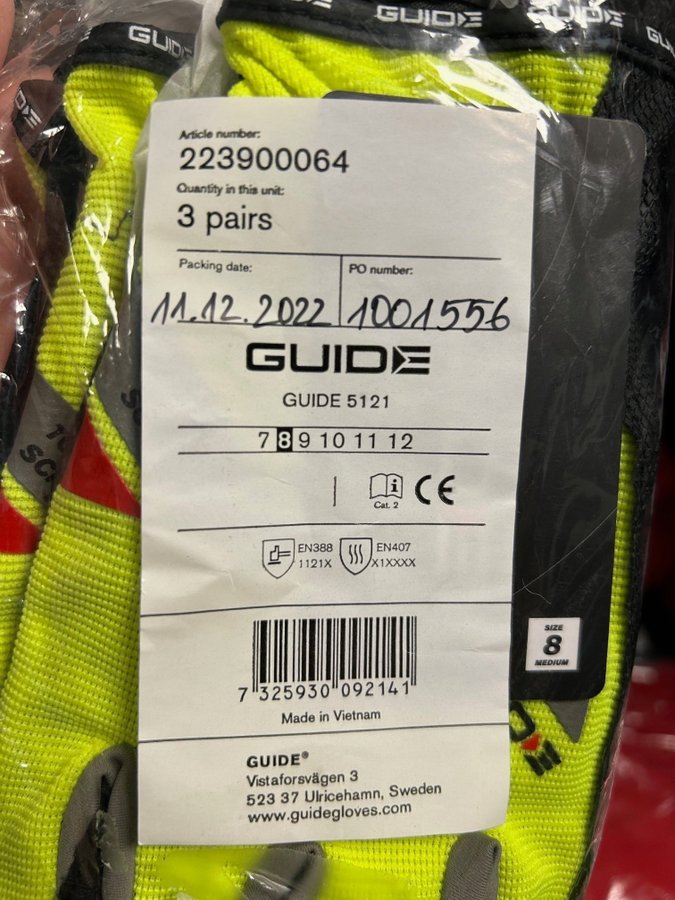 GUIDE
GUIDE
GUIDE
Article number:
223900064
Quantity in this unit:
3 pairs
Packing date:
PO number:
11.12.2022
1001556
GUIDE
GUIDE 5121
7 8 9 10 11 12
Cat. 2
CE
EN388
1121X
EN407
X1XXXX
7 325930 092141
Made in Vietnam
GUIDE®
Vistaforsvägen 3
523 37 Ulricehamn, Sweden
www.guidegloves.com
SIZE
8
MEDIUM